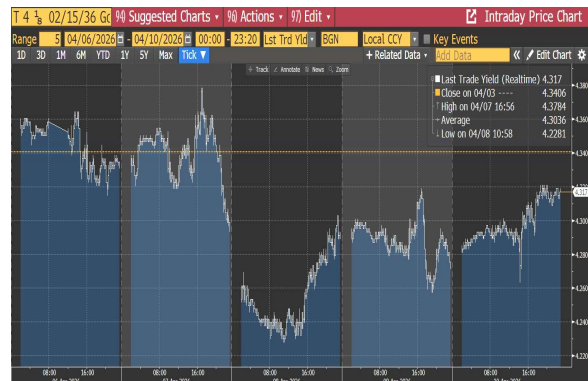 T 4 ⅛ 02/15/36 Go 94) Suggested Charts 96) Actions 97) Edit Intraday Price Chart
Range 5 04/06/2026 - 04/10/2026 00:00 - 23:20 Lst Trd Yld BGN Local CCY Key Events
1D 3D 1M 6M YTD 1Y 5Y Max Tick ▼ + Related Data Add Data « Edit Chart
+ Track Annotate News Zoom
Last Trade Yield (Realtime) 4.317
Close on 04/03 ---- 4.3406
High on 04/07 16:56 4.3784
Average 4.3036
Low on 04/08 10:58 4.2281
4.380
4.360
4.340
4.317
4.300
4.280
4.260
4.240
4.220
08:00 16:00 08:00 16:00 08:00 16:00 08:00 16:00 08:00 16:00